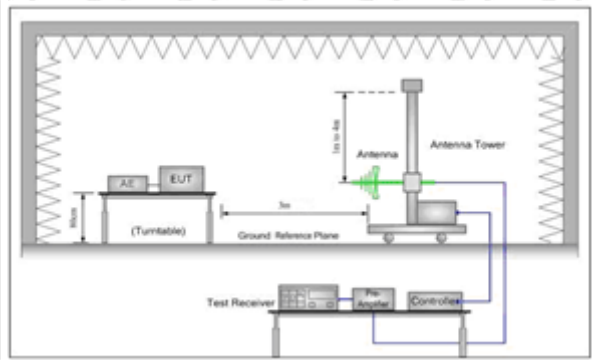 1m to 4m
Antenna Tower
Antenna
AE
EUT
80cm
3m
(Turntable)
Ground Reference Plane
Test Receiver
Pre-
Amplifier
Controller